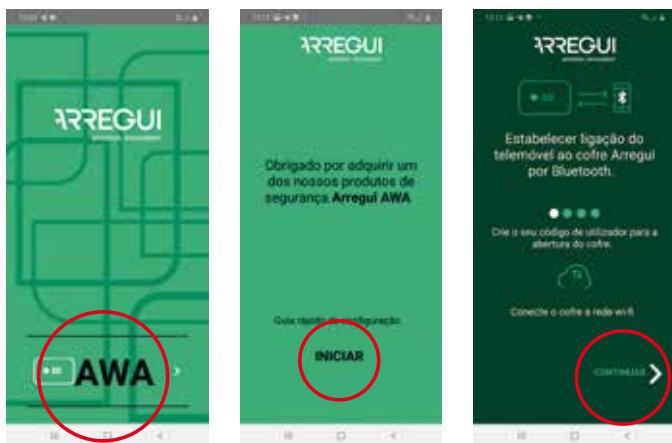 ARREGUI
AWA
ARREGUI
Obrigado por adquirir um
dos nossos produtos de
segurança Arregui AWA
Guia rápido de configuração
INICIAR
ARREGUI
Estabelecer ligação do
telemóvel ao cofre Arregui
por Bluetooth.
Crie o seu código de utilizador para a
abertura do cofre.
Conecte o cofre a rede wi-fi
CONTINUAR